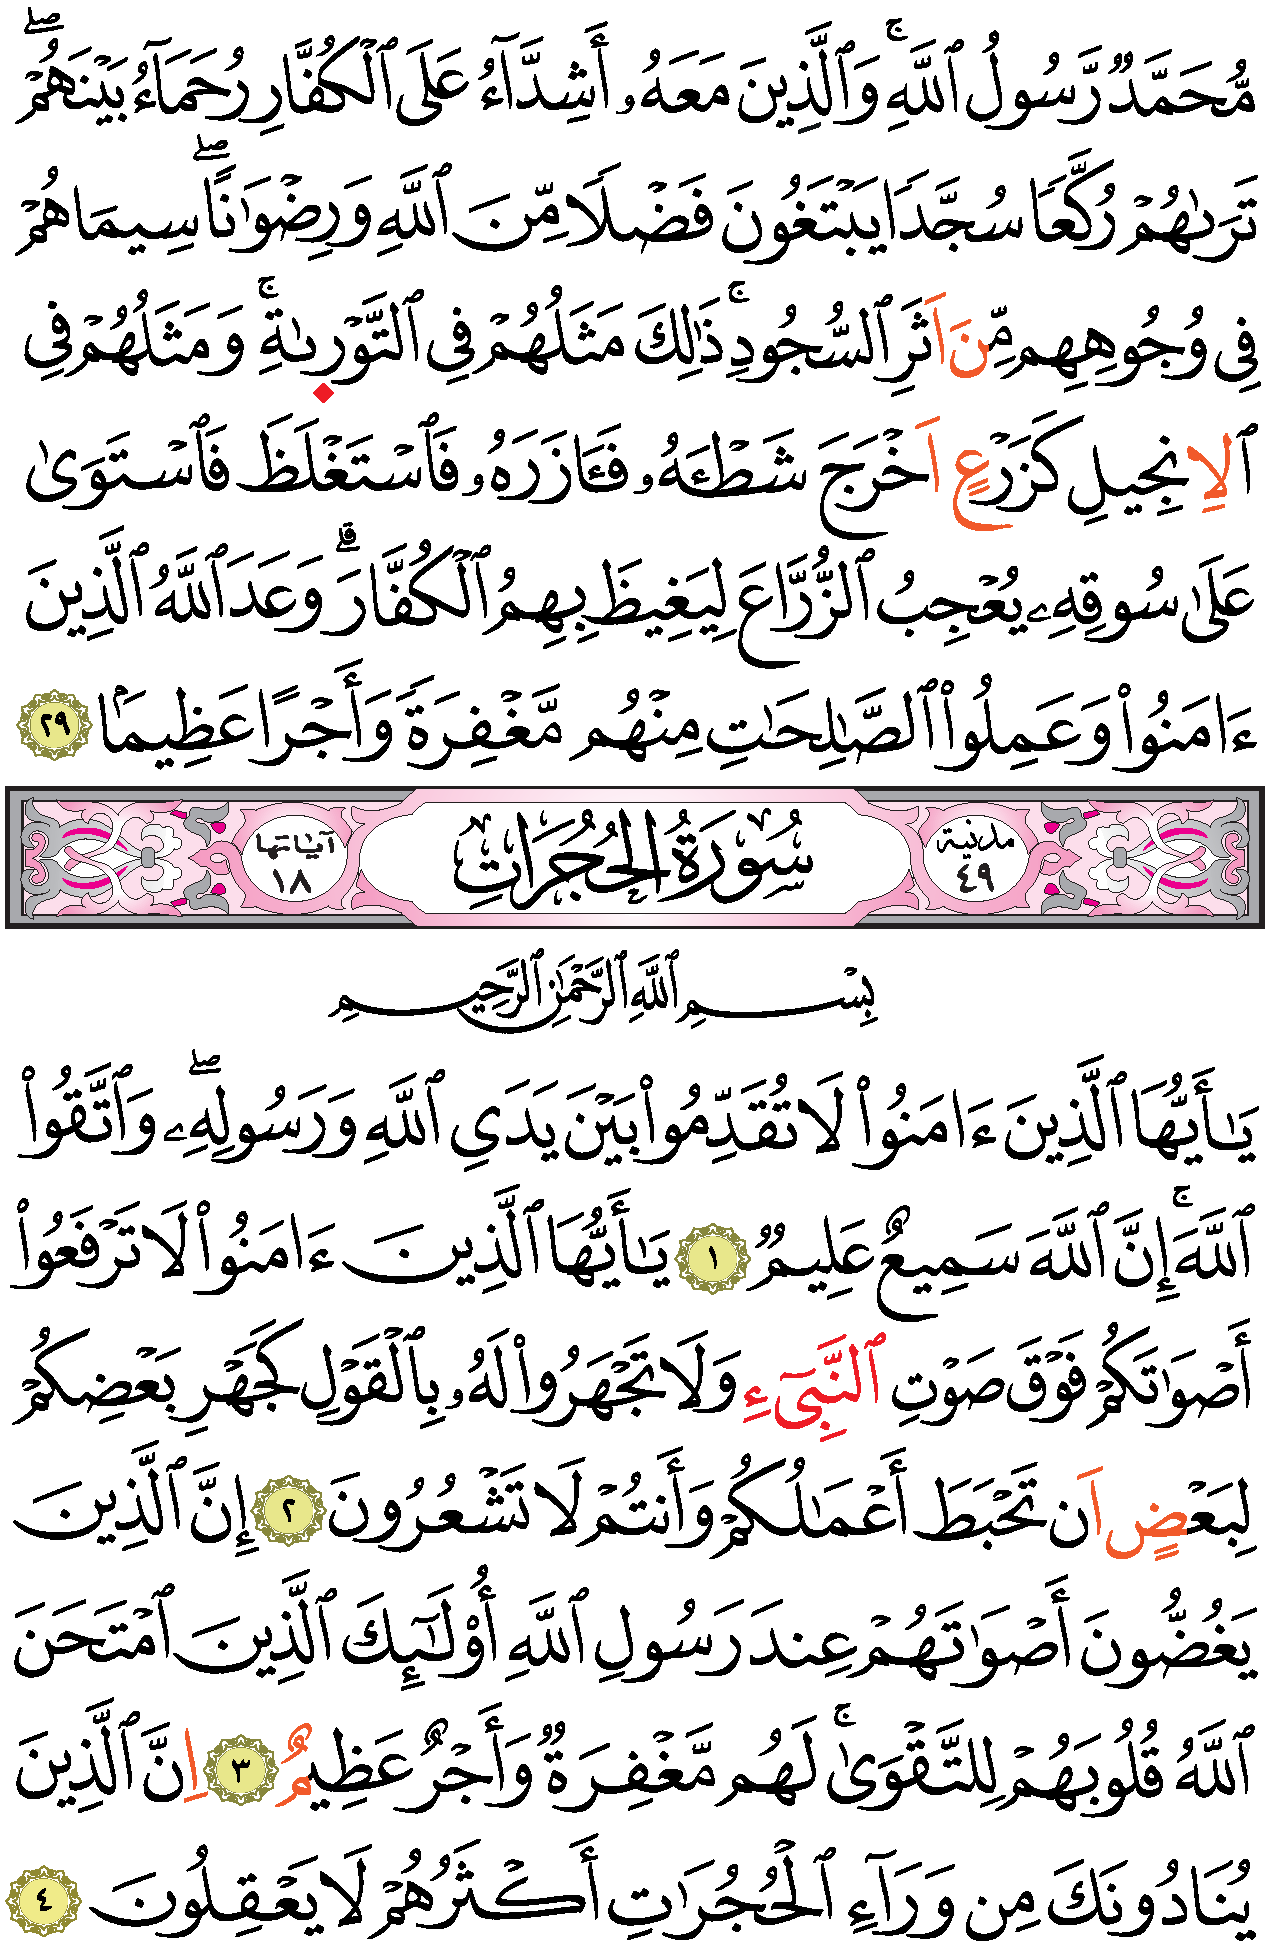 مُّحَمَّدٞ رَّسُولُ ٱللَّهِۚ وَٱلَّذِينَ مَعَهُۥ أَشِدَّآءُ عَلَى ٱلۡكُفَّارِ رُحَمَآءُ بَيۡنَهُمۡۖ
تَرَىٰهُمۡ رُكَّعٗا سُجَّدٗا يَبۡتَغُونَ فَضۡلٗا مِّنَ ٱللَّهِ وَرِضۡوَٰنٗاۖ سِيمَاهُمۡ
فِي وُجُوهِهِم مِّنَ اَثَرِ ٱلسُّجُودِۚ ذَٰلِكَ مَثَلُهُمۡ فِي ٱلتَّوۡرىٰةِۚ وَمَثَلُهُمۡ فِي
ٱلِانجِيلِ كَزَرۡعٍ اَخۡرَجَ شَطۡـَٔهُۥ فَـَٔازَرَهُۥ فَٱسۡتَغۡلَظَ فَٱسۡتَوَىٰ
عَلَىٰ سُوقِهِۦ يُعۡجِبُ ٱلزُّرَّاعَ لِيَغِيظَ بِهِمُ ٱلۡكُفَّارَۗ وَعَدَ ٱللَّهُ ٱلَّذِينَ
ءَامَنُواْ وَعَمِلُواْ ٱلصَّٰلِحَٰتِ مِنۡهُم مَّغۡفِرَةٗ وَأَجۡرًا عَظِيمَۢا ٢٩
مدنية ٤٩ سُورَةُ الحُجُرَاتِ آياتها ١٨
بِسۡمِ ٱللَّهِ ٱلرَّحۡمَٰنِ ٱلرَّحِيمِ
يَٰٓأَيُّهَا ٱلَّذِينَ ءَامَنُواْ لَا تُقَدِّمُواْ بَيۡنَ يَدَيِ ٱللَّهِ وَرَسُولِهِۦۖ وَٱتَّقُواْ
ٱللَّهَۚ إِنَّ ٱللَّهَ سَمِيعٌ عَلِيمٞ ١ يَٰٓأَيُّهَا ٱلَّذِينَ ءَامَنُواْ لَا تَرۡفَعُوٓاْ
أَصۡوَٰتَكُمۡ فَوۡقَ صَوۡتِ ٱلنَّبِيٓءِ وَلَا تَجۡهَرُواْ لَهُۥ بِٱلۡقَوۡلِ كَجَهۡرِ بَعۡضِكُمۡ
لِبَعۡضٍ اَن تَحۡبَطَ أَعۡمَٰلُكُمۡ وَأَنتُمۡ لَا تَشۡعُرُونَ ٢ إِنَّ ٱلَّذِينَ
يَغُضُّونَ أَصۡوَٰتَهُمۡ عِندَ رَسُولِ ٱللَّهِ أُوْلَٰٓئِكَ ٱلَّذِينَ ٱمۡتَحَنَ
ٱللَّهُ قُلُوبَهُمۡ لِلتَّقۡوَىٰۚ لَهُم مَّغۡفِرَةٞ وَأَجۡرٌ عَظِيمٌ ٣ اِنَّ ٱلَّذِينَ
يُنَادُونَكَ مِن وَرَآءِ ٱلۡحُجُرَٰتِ أَكۡثَرُهُمۡ لَا يَعۡقِلُونَ ٤